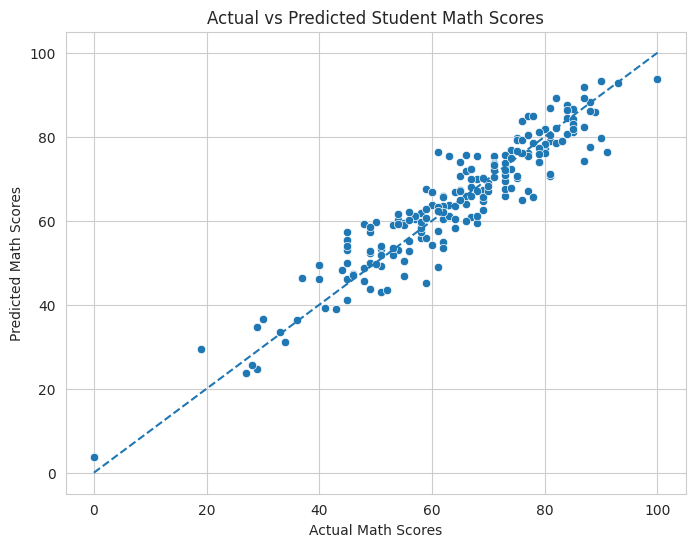 Actual vs Predicted Student Math Scores
Predicted Math Scores
100
80
60
40
20
0
0 20 40 60 80 100
Actual Math Scores